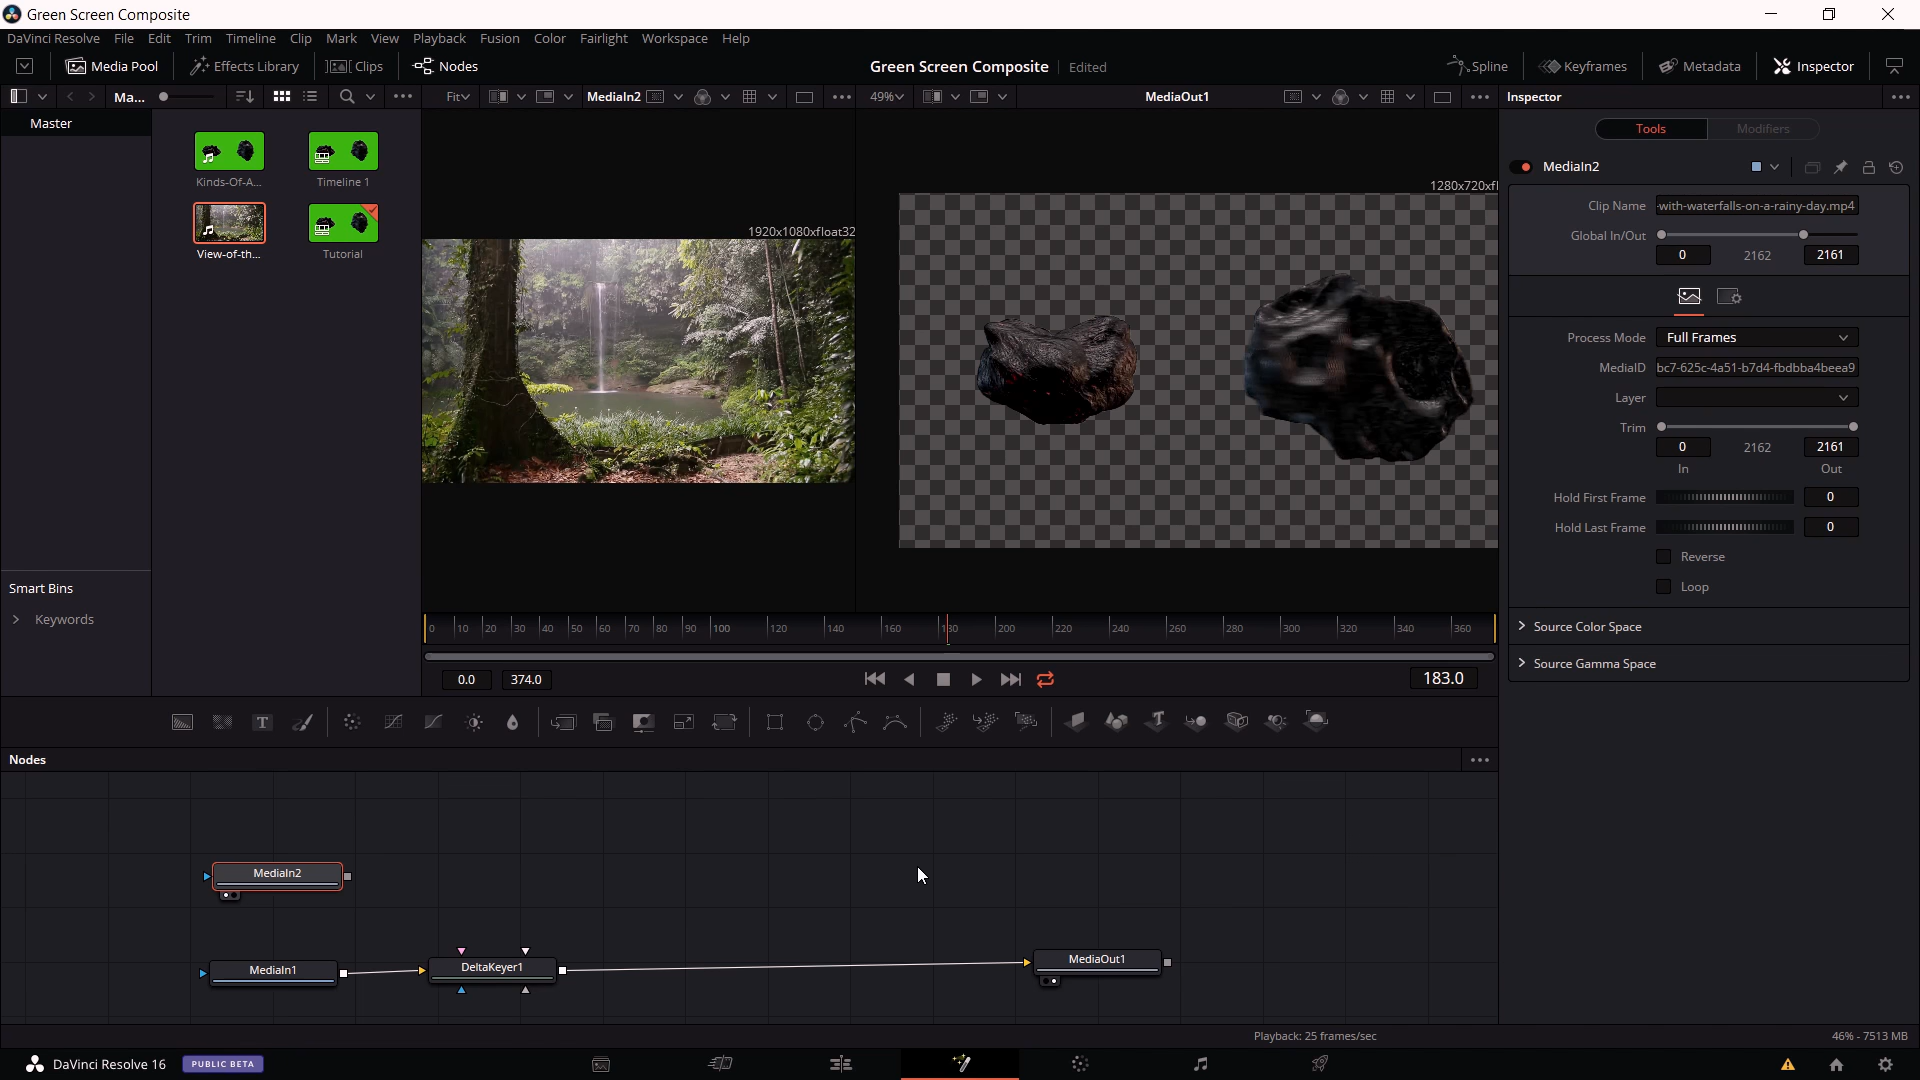 Green Screen Composite
DaVinci Resolve File Edit Trim Timeline Clip Mark View Playback Fusion Color Fairlight Workspace Help
Media Pool Effects Library Clips Nodes Green Screen Composite Edited Spline Keyframes Metadata Inspector
Ma... Fit MediaIn2 49% MediaOut1 Inspector
Master
Tools Modifiers
MediaIn2
Kinds-Of-A... Timeline 1
1280x720xfl
Clip Name -with-waterfalls-on-a-rainy-day.mp4
1920x1080xfloat32
Global In/Out
View-of-th... Tutorial
0 2162 2161
Process Mode Full Frames
MediaID bc7-625c-4a51-b7d4-fbdbba4beea9
Layer
Trim
0 2162 2161
In Out
Hold First Frame 0
Hold Last Frame 0
Reverse
Loop
Smart Bins
Keywords
0 10 20 30 40 50 60 70 80 90 100 120 140 160 180 200 220 240 260 280 300 320 340 360
Source Color Space
Source Gamma Space
0.0 374.0 183.0
T T
Nodes
MediaIn2
MediaIn1 DeltaKeyer1 MediaOut1
Playback: 25 frames/sec 46% - 7513 MB
DaVinci Resolve 16 PUBLIC BETA